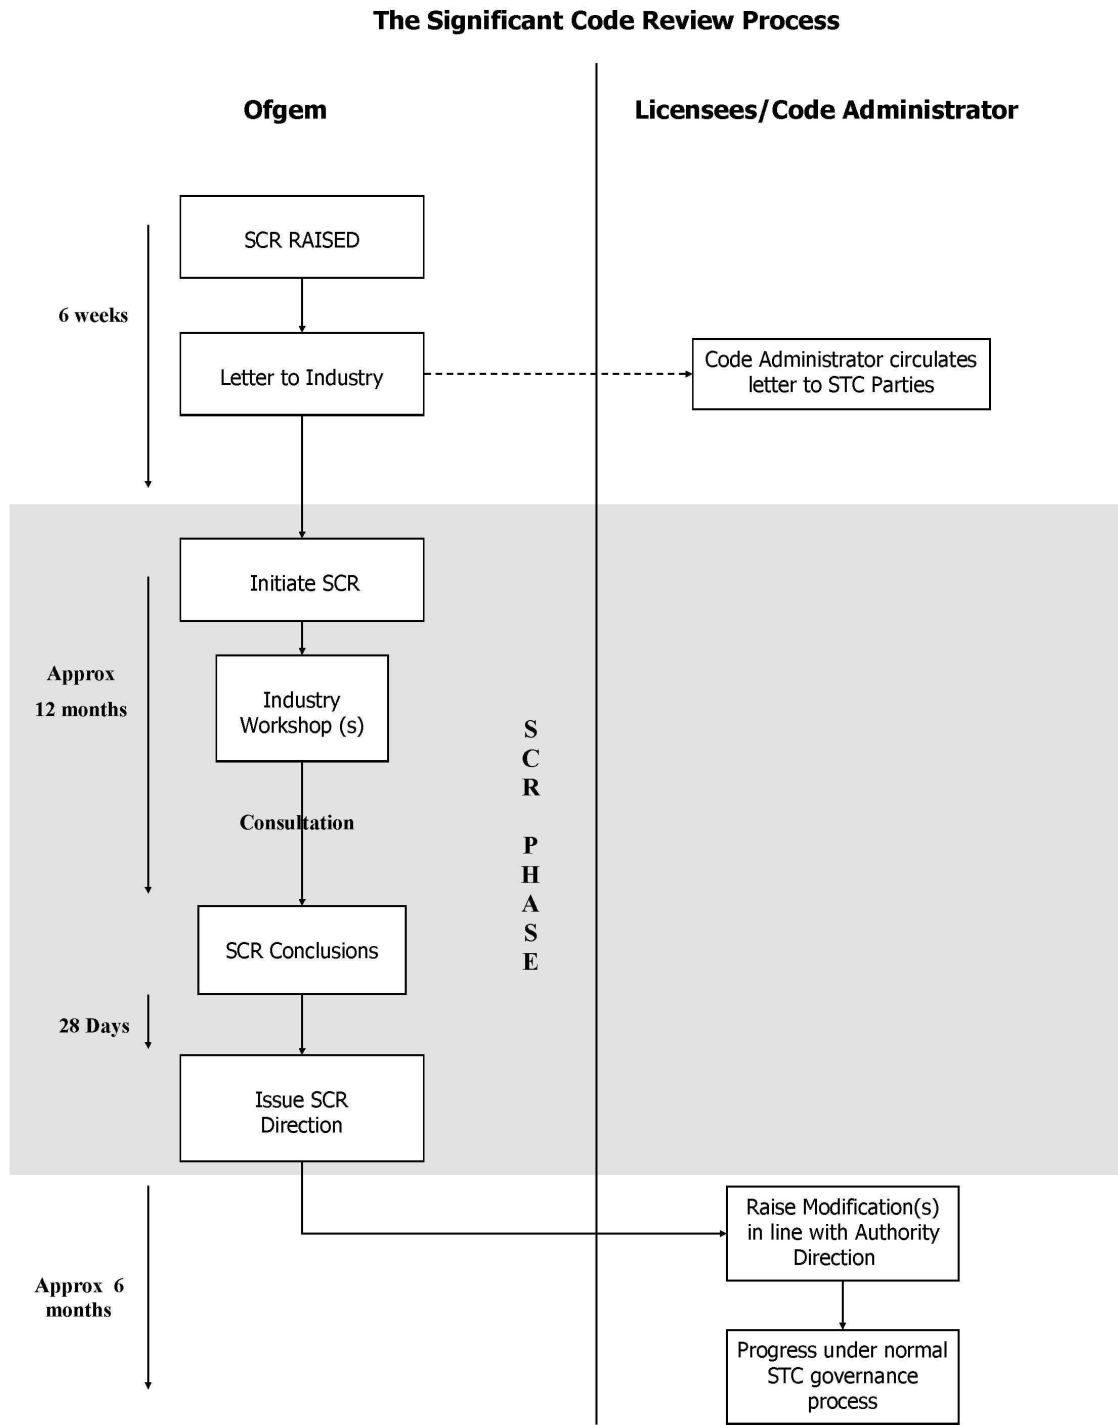 The Significant Code Review Process
Ofgem
Licensees/Code Administrator
SCR RAISED
6 weeks
Letter to Industry
Code Administrator circulates
letter to STC Parties
Initiate SCR
Approx
12 months
Industry
Workshop (s)
S
C
R
P
H
A
S
E
Consultation
SCR Conclusions
28 Days
Issue SCR
Direction
Raise Modification(s)
in line with Authority
Direction
Approx 6
months
Progress under normal
STC governance
process